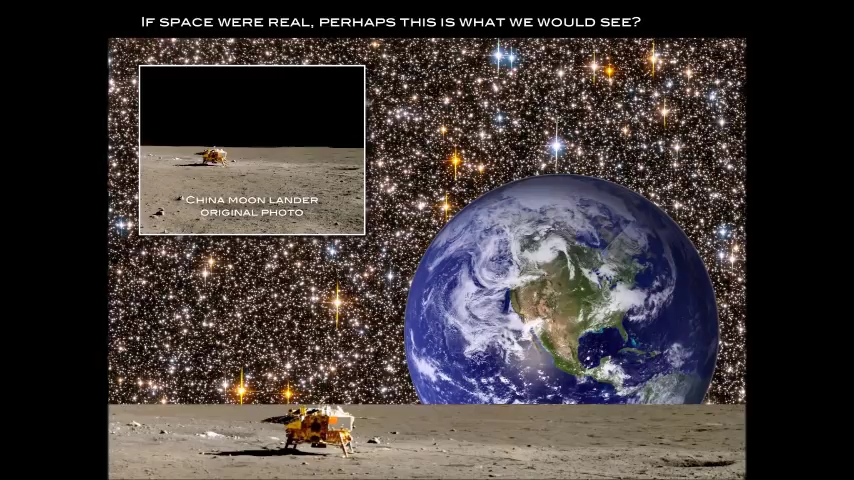 If space were real, perhaps this is what we would see?
*China moon lander
original photo